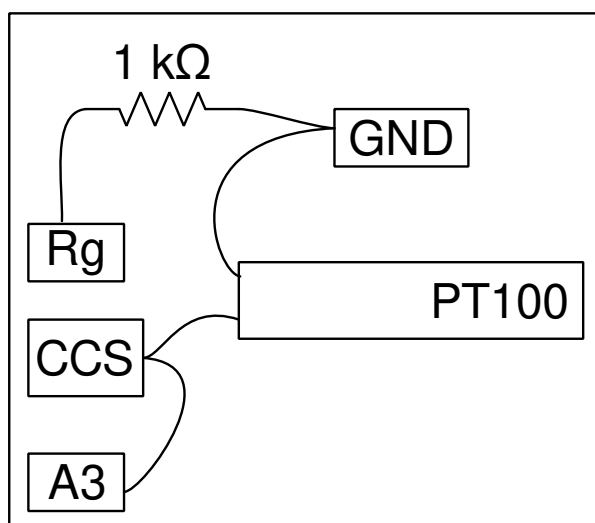 1 kΩ
GND
Rg
PT100
CCS
A3